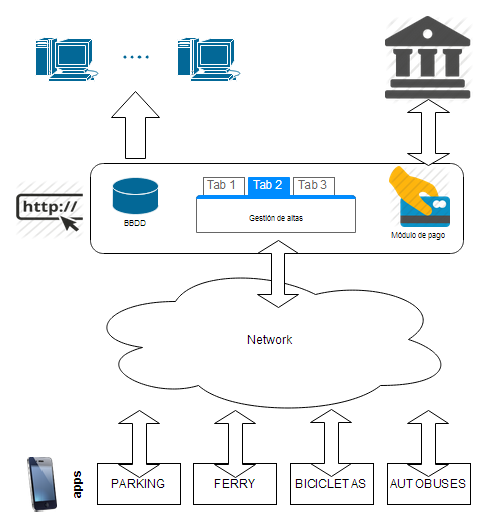 http://
BBDD
Tab 1
Tab 2
Tab 3
Gestión de altas
Módulo de pago
Network
apps
PARKING
FERRY
BICICLETAS
AUTOBUSES